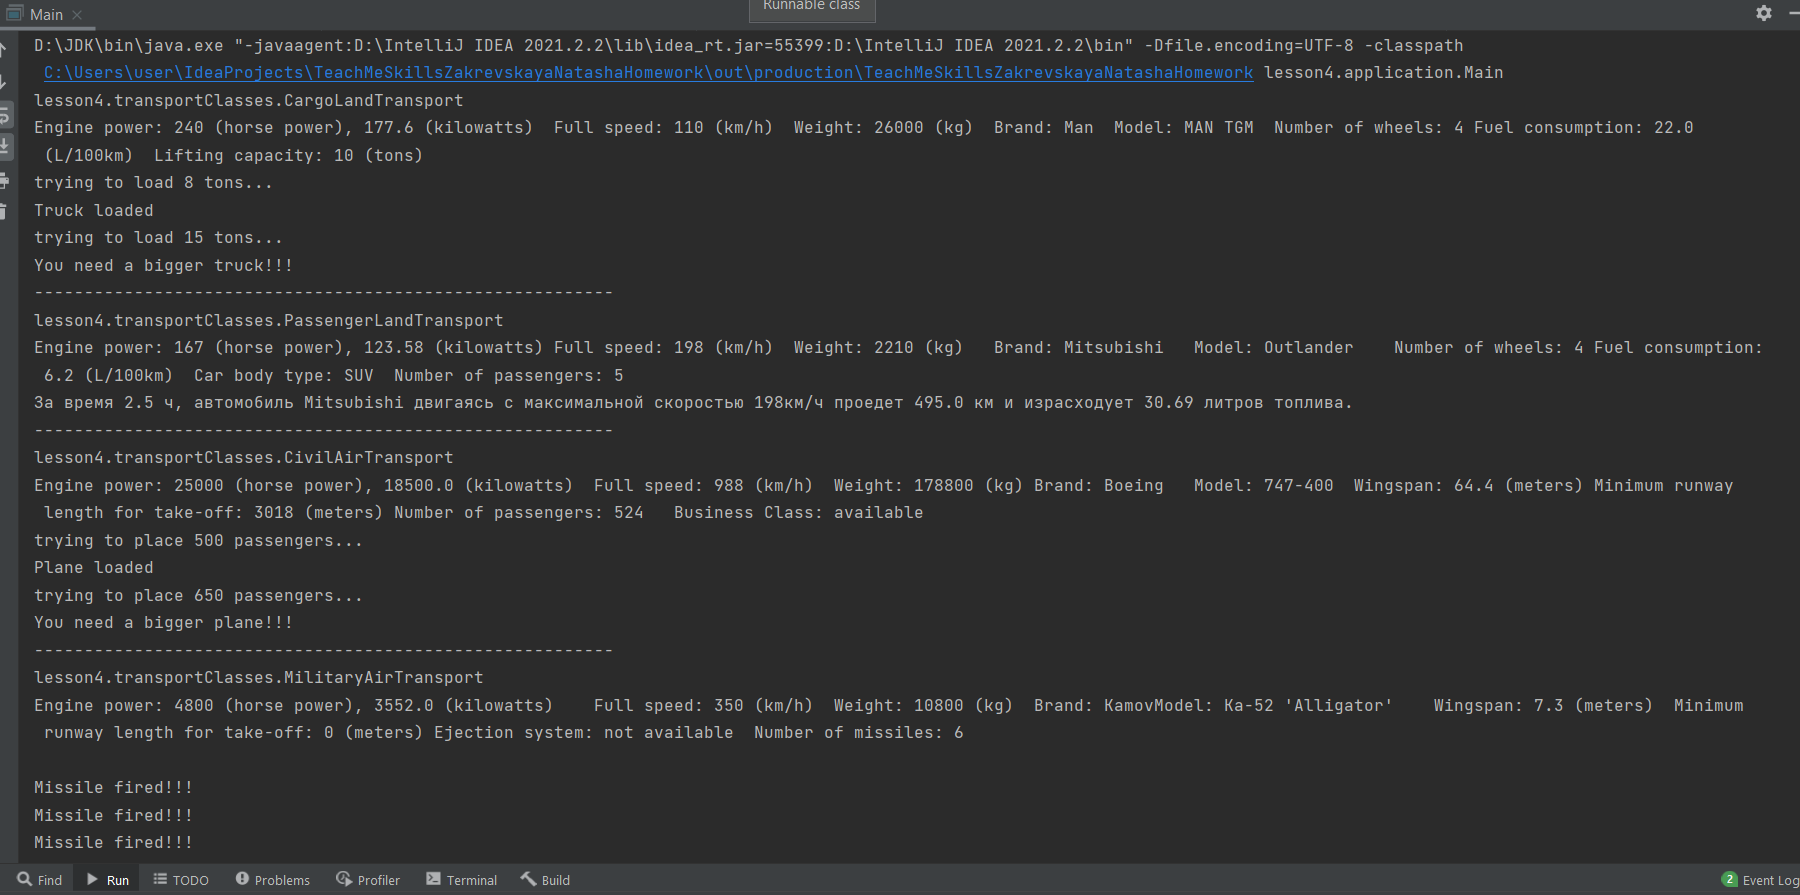 Main
Runnable class
D:\JDK\bin\java.exe "-javaagent:D:\IntelliJ IDEA 2021.2.2\lib\idea_rt.jar=55399:D:\IntelliJ IDEA 2021.2.2\bin" -Dfile.encoding=UTF-8 -classpath
C:\Users\user\IdeaProjects\TeachMeSkillsZakrevskayaNatashaHomework\out\production\TeachMeSkillsZakrevskayaNatashaHomework lesson4.application.Main
lesson4.transportClasses.CargoLandTransport
Engine power: 240 (horse power), 177.6 (kilowatts)  Full speed: 110 (km/h)  Weight: 26000 (kg)  Brand: Man  Model: MAN TGM  Number of wheels: 4 Fuel consumption: 22.0
(L/100km)  Lifting capacity: 10 (tons)
trying to load 8 tons...
Truck loaded
trying to load 15 tons...
You need a bigger truck!!!
----------------------------------------------------------
lesson4.transportClasses.PassengerLandTransport
Engine power: 167 (horse power), 123.58 (kilowatts) Full speed: 198 (km/h)  Weight: 2210 (kg)   Brand: Mitsubishi   Model: Outlander    Number of wheels: 4 Fuel consumption:
6.2 (L/100km)  Car body type: SUV  Number of passengers: 5
За время 2.5 ч, автомобиль Mitsubishi двигаясь с максимальной скоростью 198км/ч проедет 495.0 км и израсходует 30.69 литров топлива.
----------------------------------------------------------
lesson4.transportClasses.CivilAirTransport
Engine power: 25000 (horse power), 18500.0 (kilowatts)  Full speed: 988 (km/h)  Weight: 178800 (kg) Brand: Boeing   Model: 747-400  Wingspan: 64.4 (meters) Minimum runway
length for take-off: 3018 (meters) Number of passengers: 524   Business Class: available
trying to place 500 passengers...
Plane loaded
trying to place 650 passengers...
You need a bigger plane!!!
----------------------------------------------------------
lesson4.transportClasses.MilitaryAirTransport
Engine power: 4800 (horse power), 3552.0 (kilowatts)    Full speed: 350 (km/h)  Weight: 10800 (kg)  Brand: KamovModel: Ka-52 'Alligator'    Wingspan: 7.3 (meters)  Minimum
runway length for take-off: 0 (meters) Ejection system: not available  Number of missiles: 6
Missile fired!!!
Missile fired!!!
Missile fired!!!
Find Run TODO Problems Profiler Terminal Build 2 Event Log